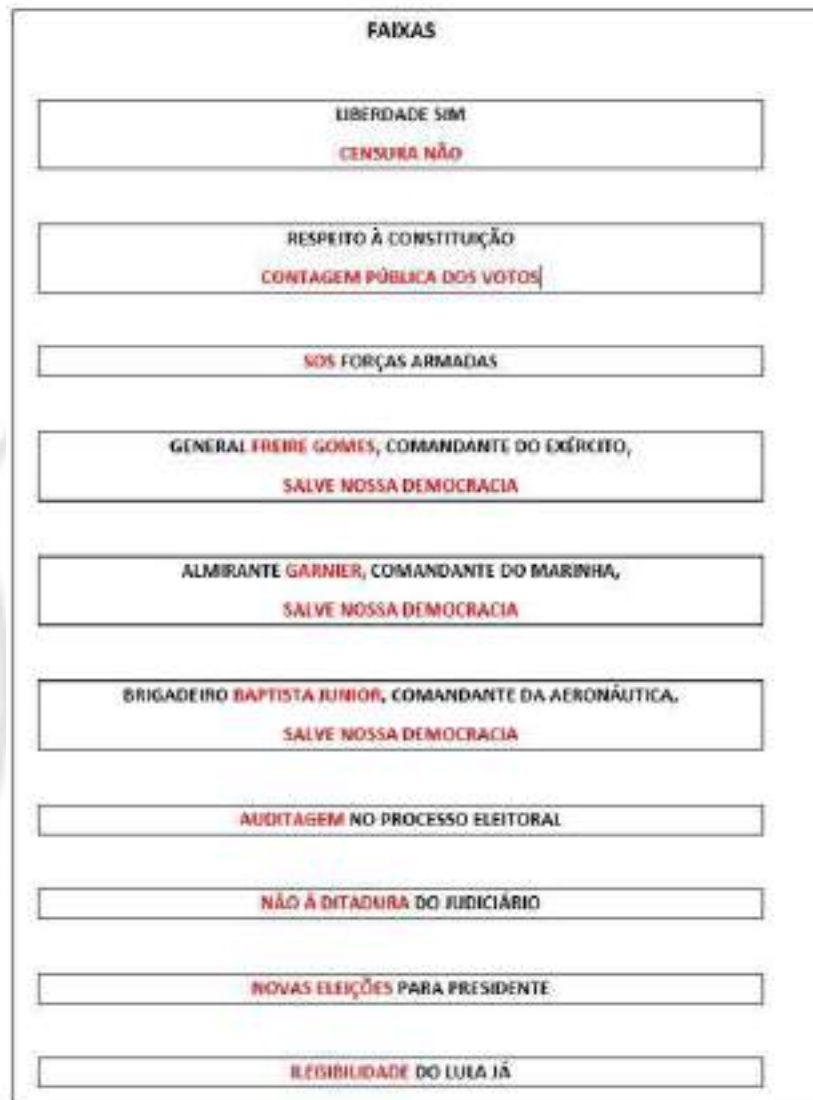 FAIXAS
LIBERDADE SIM
CENSURA NÃO
RESPEITO À CONSTITUIÇÃO
CONTAGEM PÚBLICA DOS VOTOS
SOS FORÇAS ARMADAS
GENERAL FREIRE GOMES, COMANDANTE DO EXÉRCITO,
SALVE NOSSA DEMOCRACIA
ALMIRANTE GARNIER, COMANDANTE DO MARINHA,
SALVE NOSSA DEMOCRACIA
BRIGADEIRO BAPTISTA JUNIOR, COMANDANTE DA AERONÁUTICA,
SALVE NOSSA DEMOCRACIA
AUDITAGEM NO PROCESSO ELEITORAL
NÃO À DITADURA DO JUDICIÁRIO
NOVAS ELEIÇÕES PARA PRESIDENTE
ILEGIBILIDADE DO LULA JÁ